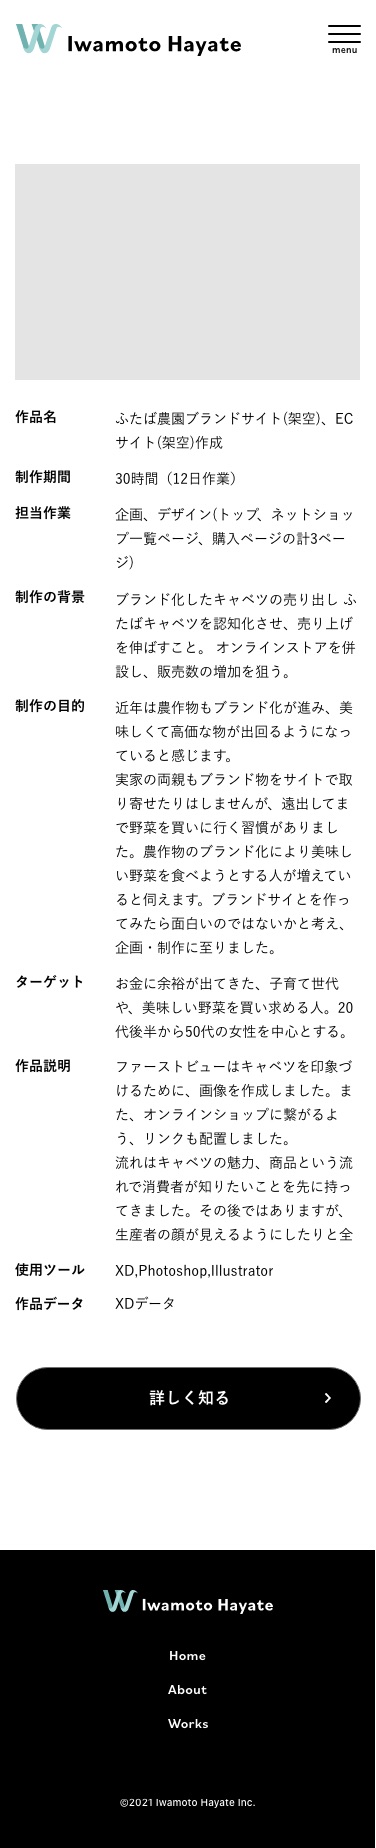 Iwamoto Hayate
menu
作品名
ふたば農園ブランドサイト(架空)、EC
サイト(架空)作成
制作期間
30時間（12日作業）
担当作業
企画、デザイン(トップ、ネットショッ
プ一覧ページ、購入ページの計3ペー
ジ)
制作の背景
ブランド化したキャベツの売り出し ふ
たばキャベツを認知化させ、売り上げ
を伸ばすこと。 オンラインストアを併
設し、販売数の増加を狙う。
制作の目的
近年は農作物もブランド化が進み、美
味しくて高価な物が出回るようになっ
ていると感じます。
実家の両親もブランド物をサイトで取
り寄せたりはしませんが、遠出してま
で野菜を買いに行く習慣がありまし
た。農作物のブランド化により美味し
い野菜を食べようとする人が増えてい
ると伺えます。ブランドサイとを作っ
てみたら面白いのではないかと考え、
企画・制作に至りました。
ターゲット
お金に余裕が出てきた、子育て世代
や、美味しい野菜を買い求める人。20
代後半から50代の女性を中心とする。
作品説明
ファーストビューはキャベツを印象づ
けるために、画像を作成しました。ま
た、オンラインショップに繋がるよ
う、リンクも配置しました。
流れはキャベツの魅力、商品という流
れで消費者が知りたいことを先に持っ
てきました。その後ではありますが、
生産者の顔が見えるようにしたりと全
使用ツール
XD,Photoshop,Illustrator
作品データ
XDデータ
詳しく知る
Iwamoto Hayate
Home
About
Works
©2021 Iwamoto Hayate Inc.